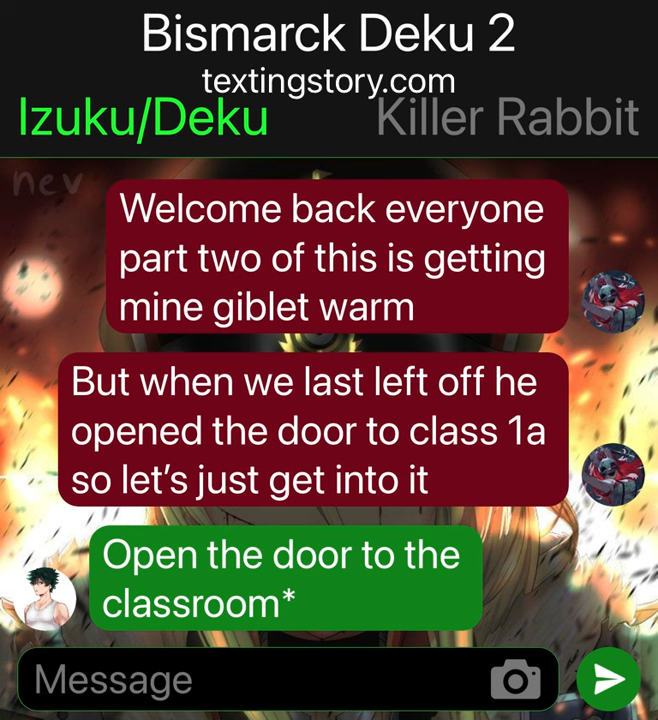 Bismarck Deku 2
textingstory.com
Izuku/Deku Killer Rabbit
nev
Welcome back everyone
part two of this is getting
mine giblet warm
But when we last left off he
opened the door to class 1a
so let's just get into it
Open the door to the
classroom*
Message